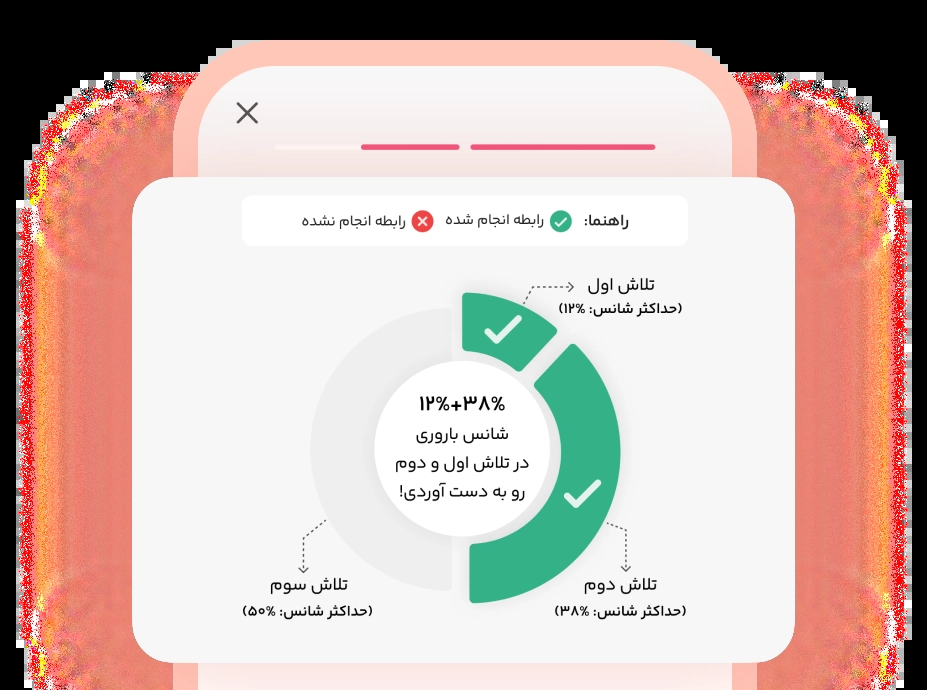 راهنما: رابطه انجام شده رابطه انجام نشده
تلاش اول
(حداکثر شانس: ۱۲%)
۱۲%+۳۸%
شانس باروری
در تلاش اول و دوم
رو به دست آوردی!
تلاش دوم
(حداکثر شانس: ۳۸%)
تلاش سوم
(حداکثر شانس: ۵۰%)